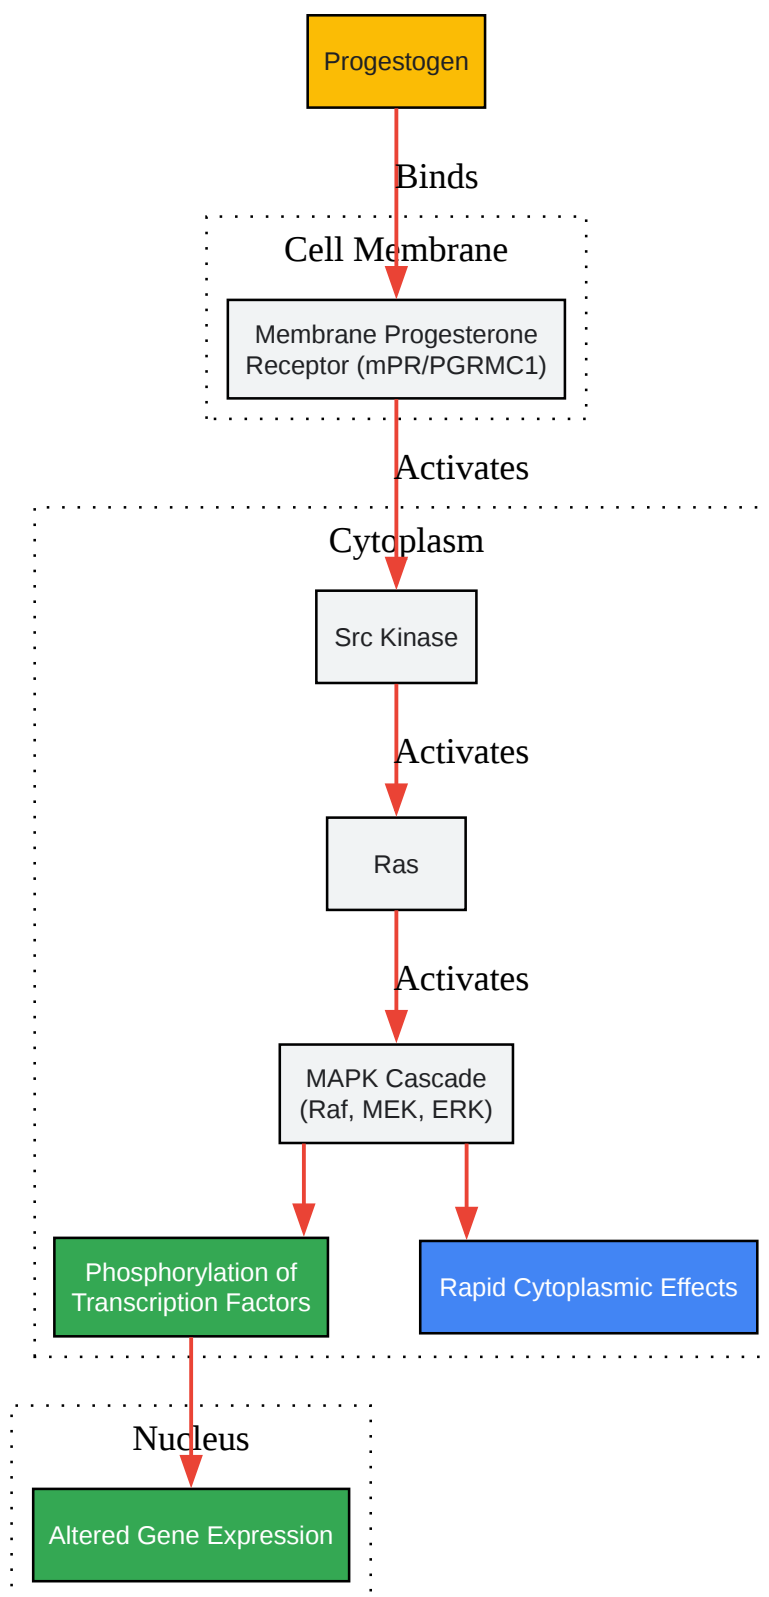 Progestogen
Binds
Cell Membrane
Membrane Progesterone
Receptor (mPR/PGRMC1)
Activates
Cytoplasm
Src Kinase
Activates
Ras
Activates
MAPK Cascade
(Raf, MEK, ERK)
Phosphorylation of
Transcription Factors
Rapid Cytoplasmic Effects
Nucleus
Altered Gene Expression